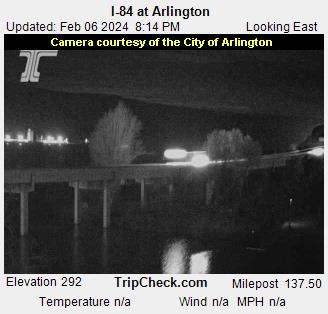 I-84 at Arlington
Updated: Feb 06 2024 8:14 PM Looking East
Camera courtesy of the City of Arlington
Elevation 292 TripCheck.com Milepost 137.50
Temperature n/a Wind n/a MPH n/a